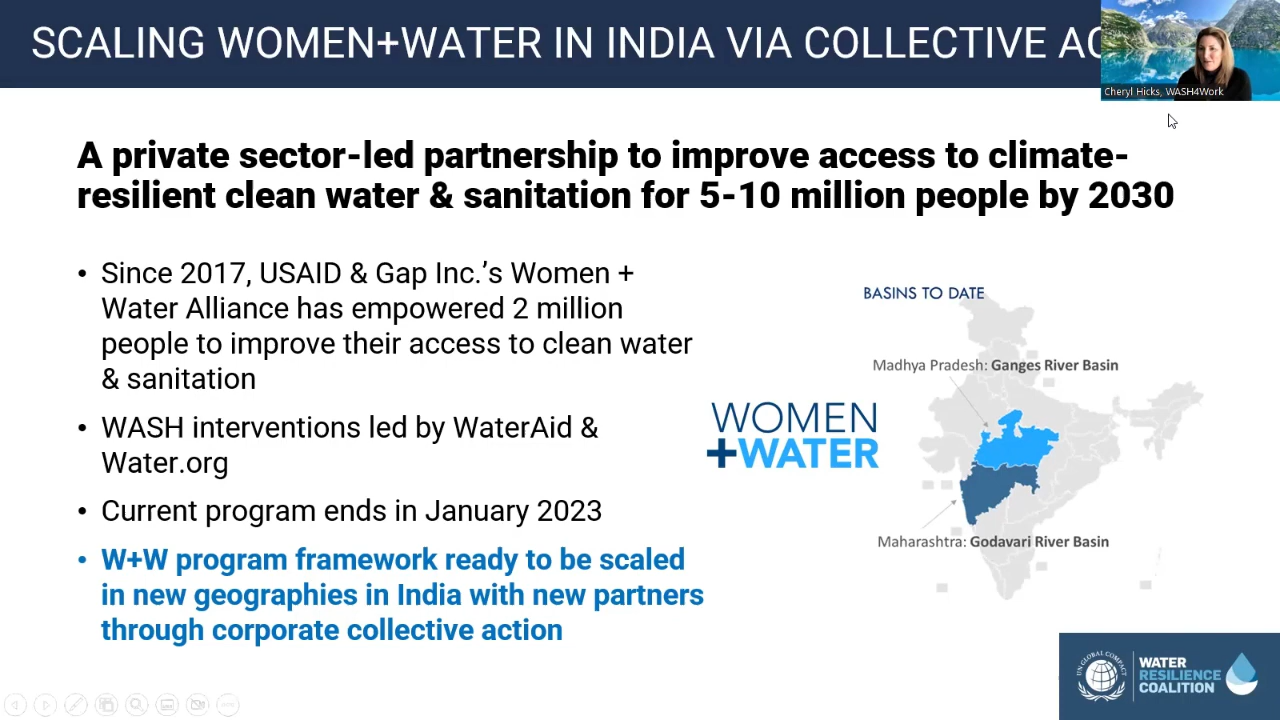 SCALING WOMEN+WATER IN INDIA VIA COLLECTIVE AC
Cheryl Hicks, WASH4Work
A private sector-led partnership to improve access to climate-
resilient clean water & sanitation for 5-10 million people by 2030
• Since 2017, USAID & Gap Inc.’s Women +
Water Alliance has empowered 2 million
people to improve their access to clean water
& sanitation
• WASH interventions led by WaterAid &
Water.org
• Current program ends in January 2023
• W+W program framework ready to be scaled
in new geographies in India with new partners
through corporate collective action
BASINS TO DATE
Madhya Pradesh: Ganges River Basin
WOMEN
+WATER
Maharashtra: Godavari River Basin
UN GLOBAL COMPACT
WATER
RESILIENCE
COALITION